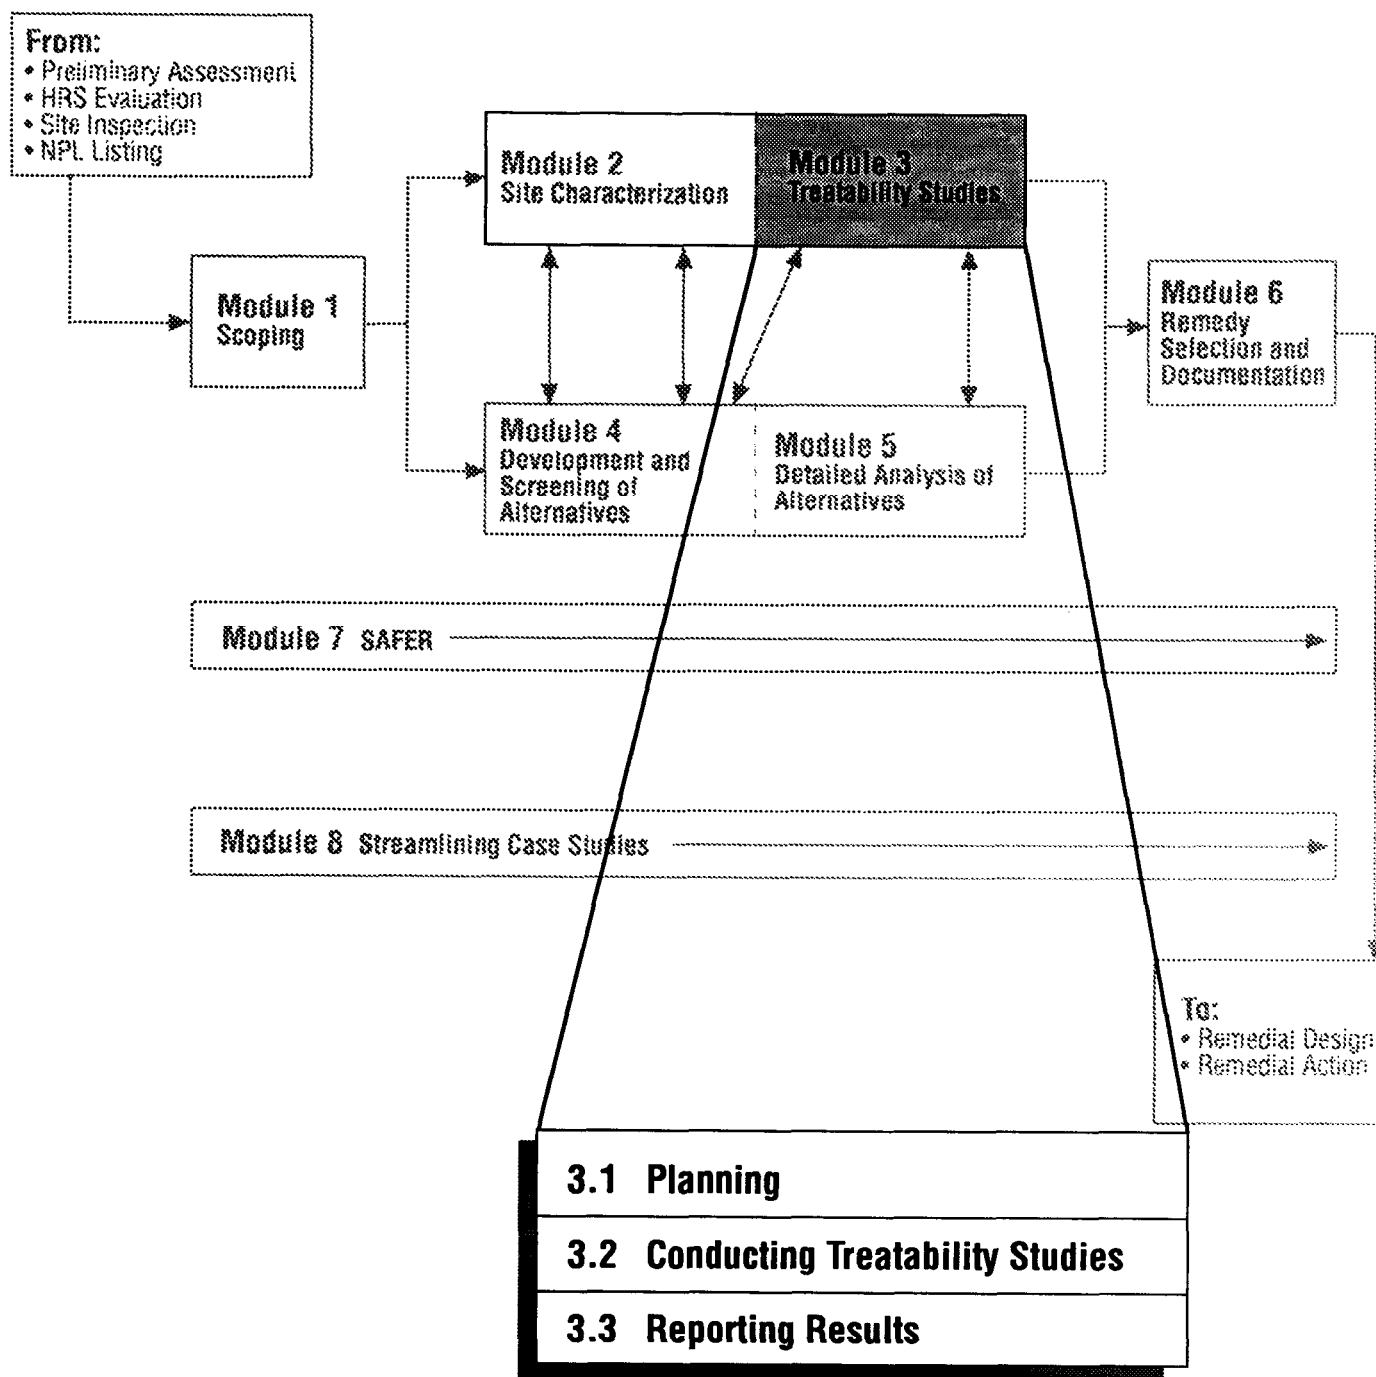 From:
• Preliminary Assessment
• HRS Evaluation
• Site Inspection
• NPL Listing
Module 2
Site Characterization
Module 3
Treatability Studies
Module 1
Scoping
Module 6
Remedy
Selection and
Documentation
Module 4
Development and
Screening of
Alternatives
Module 5
Detailed Analysis of
Alternatives
Module 7 SAFER
Module 8 Streamlining Case Studies
To:
• Remedial Design
• Remedial Action
3.1 Planning
3.2 Conducting Treatability Studies
3.3 Reporting Results